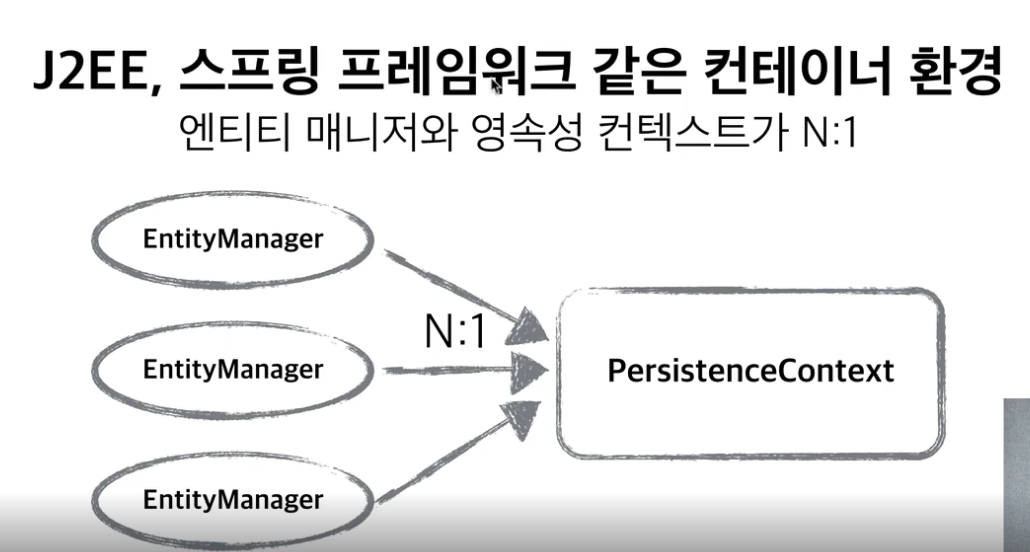 J2EE, 스프링 프레임워크 같은 컨테이너 환경
엔티티 매니저와 영속성 컨텍스트가 N:1
EntityManager
N:1
EntityManager
PersistenceContext
EntityManager